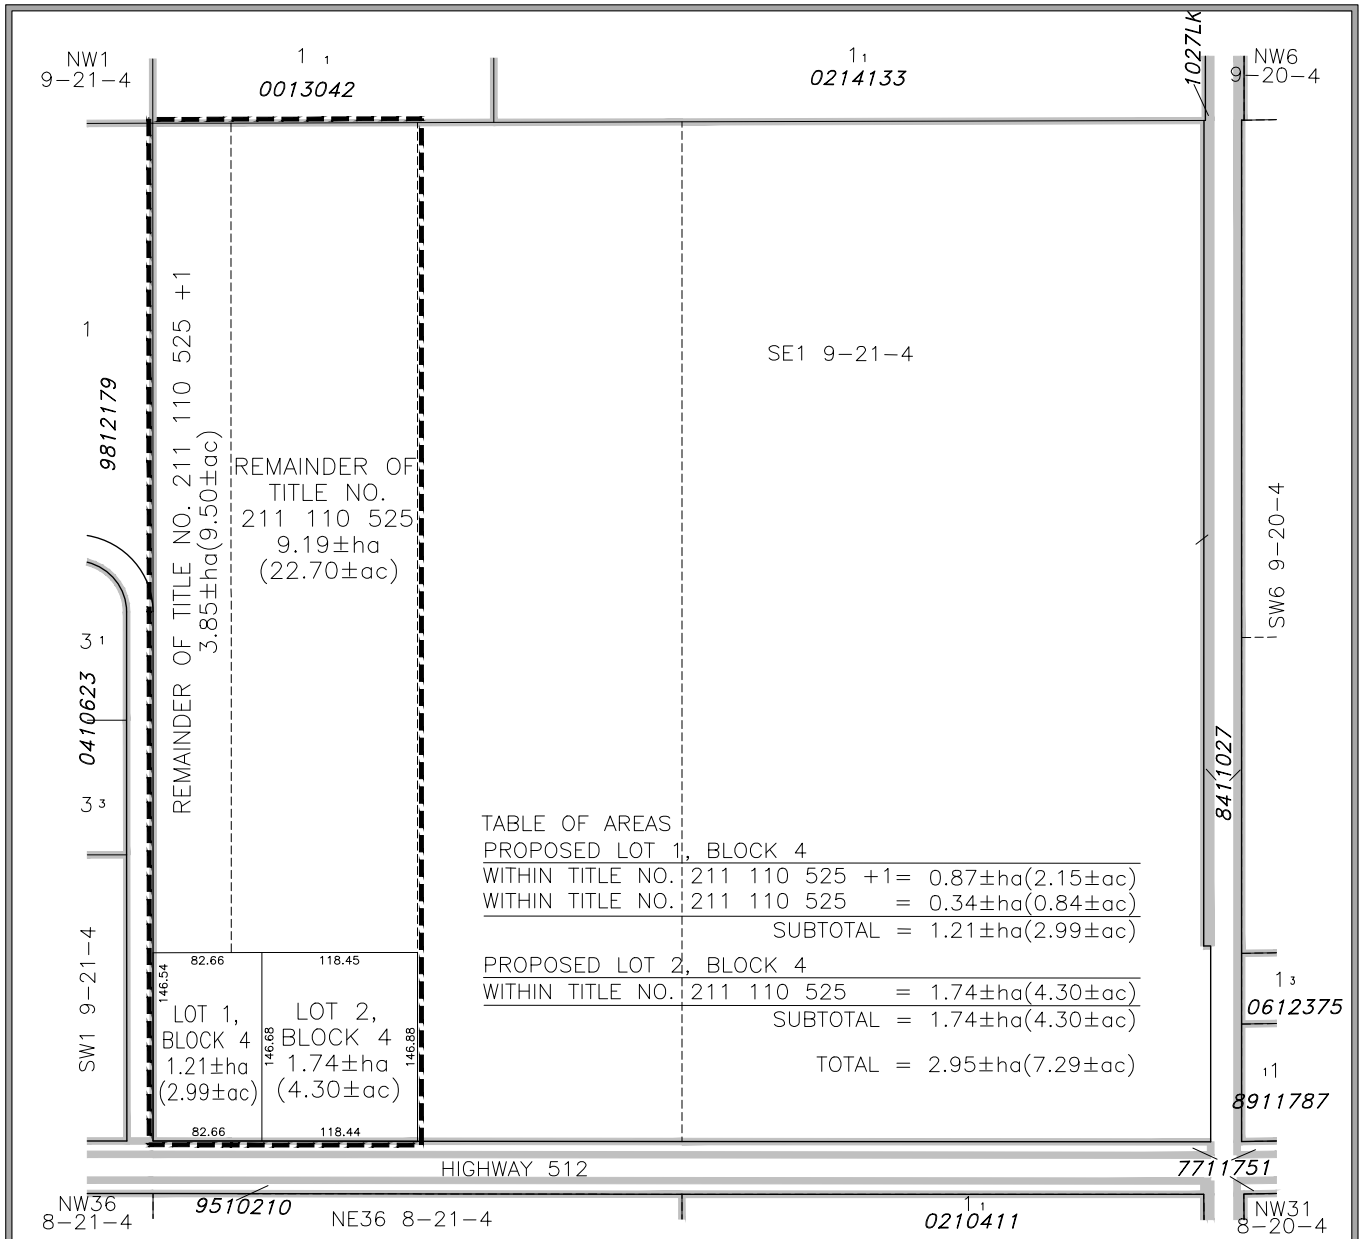 NW1
9-21-4
1 1
0013042
1 1
0214133
1027LK
NW6
9-20-4
1
9812179
REMAINDER OF TITLE NO. 211 110 525 +1
3.85±ha(9.50±ac)
REMAINDER OF
TITLE NO.
211 110 525
9.19±ha
(22.70±ac)
SE1 9-21-4
SW6 9-20-4
3 1
0410623
3 3
8411027
TABLE OF AREAS
PROPOSED LOT 1, BLOCK 4
WITHIN TITLE NO. 211 110 525 +1= 0.87±ha(2.15±ac)
WITHIN TITLE NO. 211 110 525 = 0.34±ha(0.84±ac)
SUBTOTAL = 1.21±ha(2.99±ac)
PROPOSED LOT 2, BLOCK 4
WITHIN TITLE NO. 211 110 525 = 1.74±ha(4.30±ac)
SUBTOTAL = 1.74±ha(4.30±ac)
TOTAL = 2.95±ha(7.29±ac)
SW1 9-21-4
82.66
118.45
146.54
LOT 1,
BLOCK 4
1.21±ha
(2.99±ac)
146.68
LOT 2,
BLOCK 4
1.74±ha
(4.30±ac)
146.88
82.66
118.44
1 3
0612375
1 1
8911787
HIGHWAY 512
7711751
NW36
8-21-4
9510210
NE36 8-21-4
1 1
0210411
NW31
8-20-4